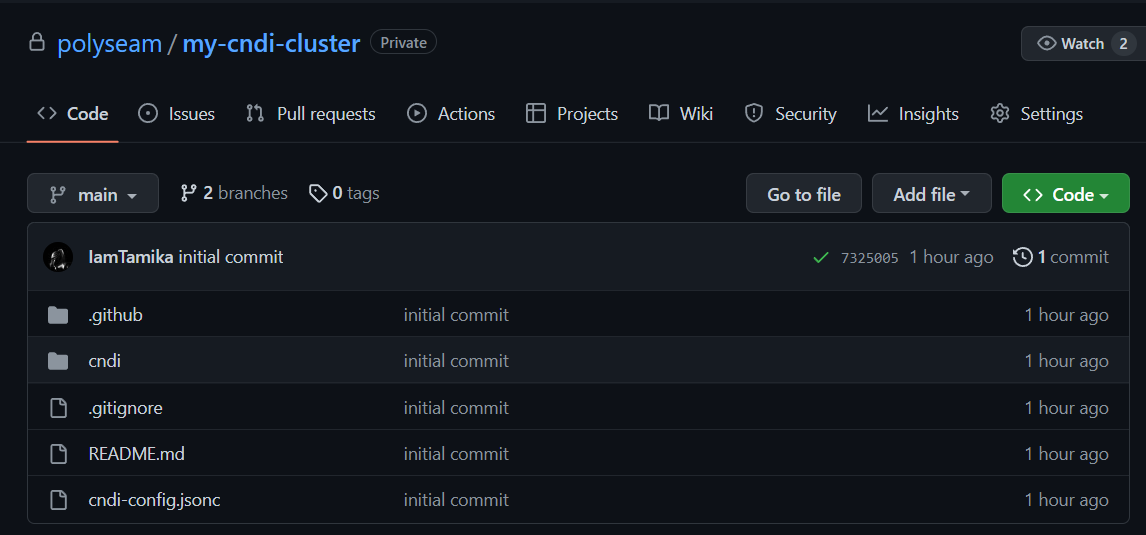 polyseam / my-cndi-cluster Private Watch 2
Code Issues Pull requests Actions Projects Wiki Security Insights Settings
main 2 branches 0 tags Go to file Add file Code
IamTamika initial commit 7325005 1 hour ago 1 commit
.github initial commit 1 hour ago
cndi initial commit 1 hour ago
.gitignore initial commit 1 hour ago
README.md initial commit 1 hour ago
cndi-config.jsonc initial commit 1 hour ago